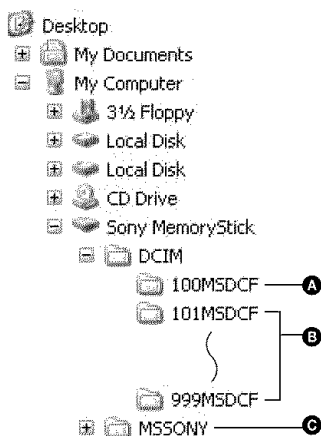 Desktop
My Documents
My Computer
3½ Floppy
Local Disk
Local Disk
CD Drive
Sony MemoryStick
DCIM
100MSDCF A
101MSDCF
B
999MSDCF
MSSONY C